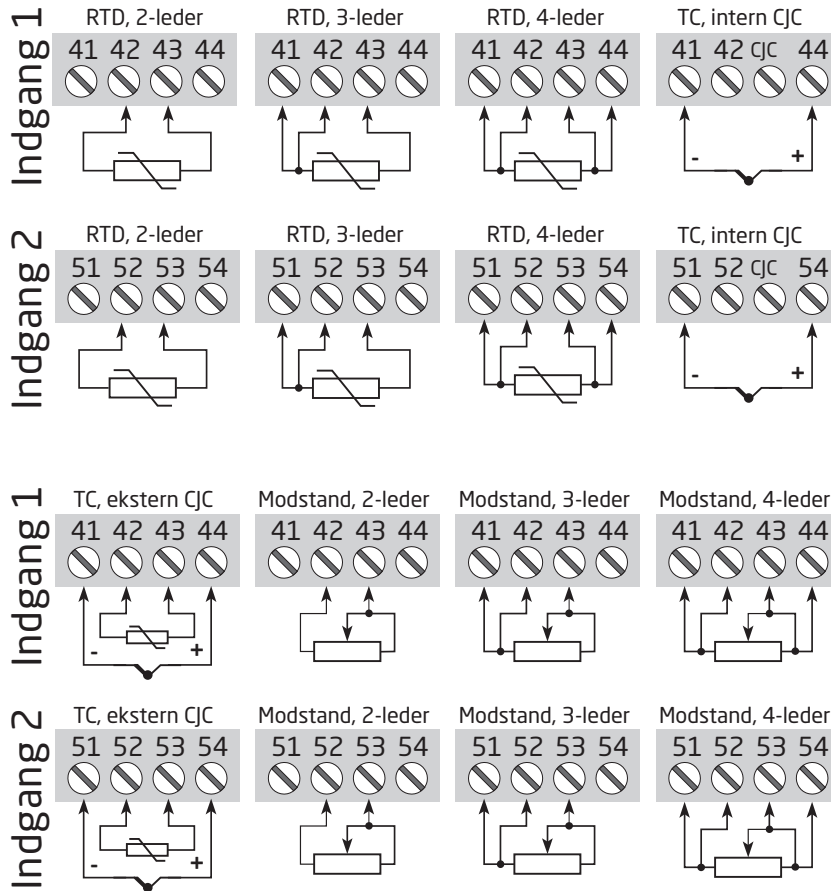 Indgang 1
RTD, 2-leder RTD, 3-leder RTD, 4-leder TC, intern CJC
41 42 43 44 41 42 43 44 41 42 43 44 41 42 CJC 44
- +
Indgang 2
RTD, 2-leder RTD, 3-leder RTD, 4-leder TC, intern CJC
51 52 53 54 51 52 53 54 51 52 53 54 51 52 CJC 54
- +
Indgang 1
TC, ekstern CJC Modstand, 2-leder Modstand, 3-leder Modstand, 4-leder
41 42 43 44 41 42 43 44 41 42 43 44 41 42 43 44
- +
Indgang 2
TC, ekstern CJC Modstand, 2-leder Modstand, 3-leder Modstand, 4-leder
51 52 53 54 51 52 53 54 51 52 53 54 51 52 53 54
- +